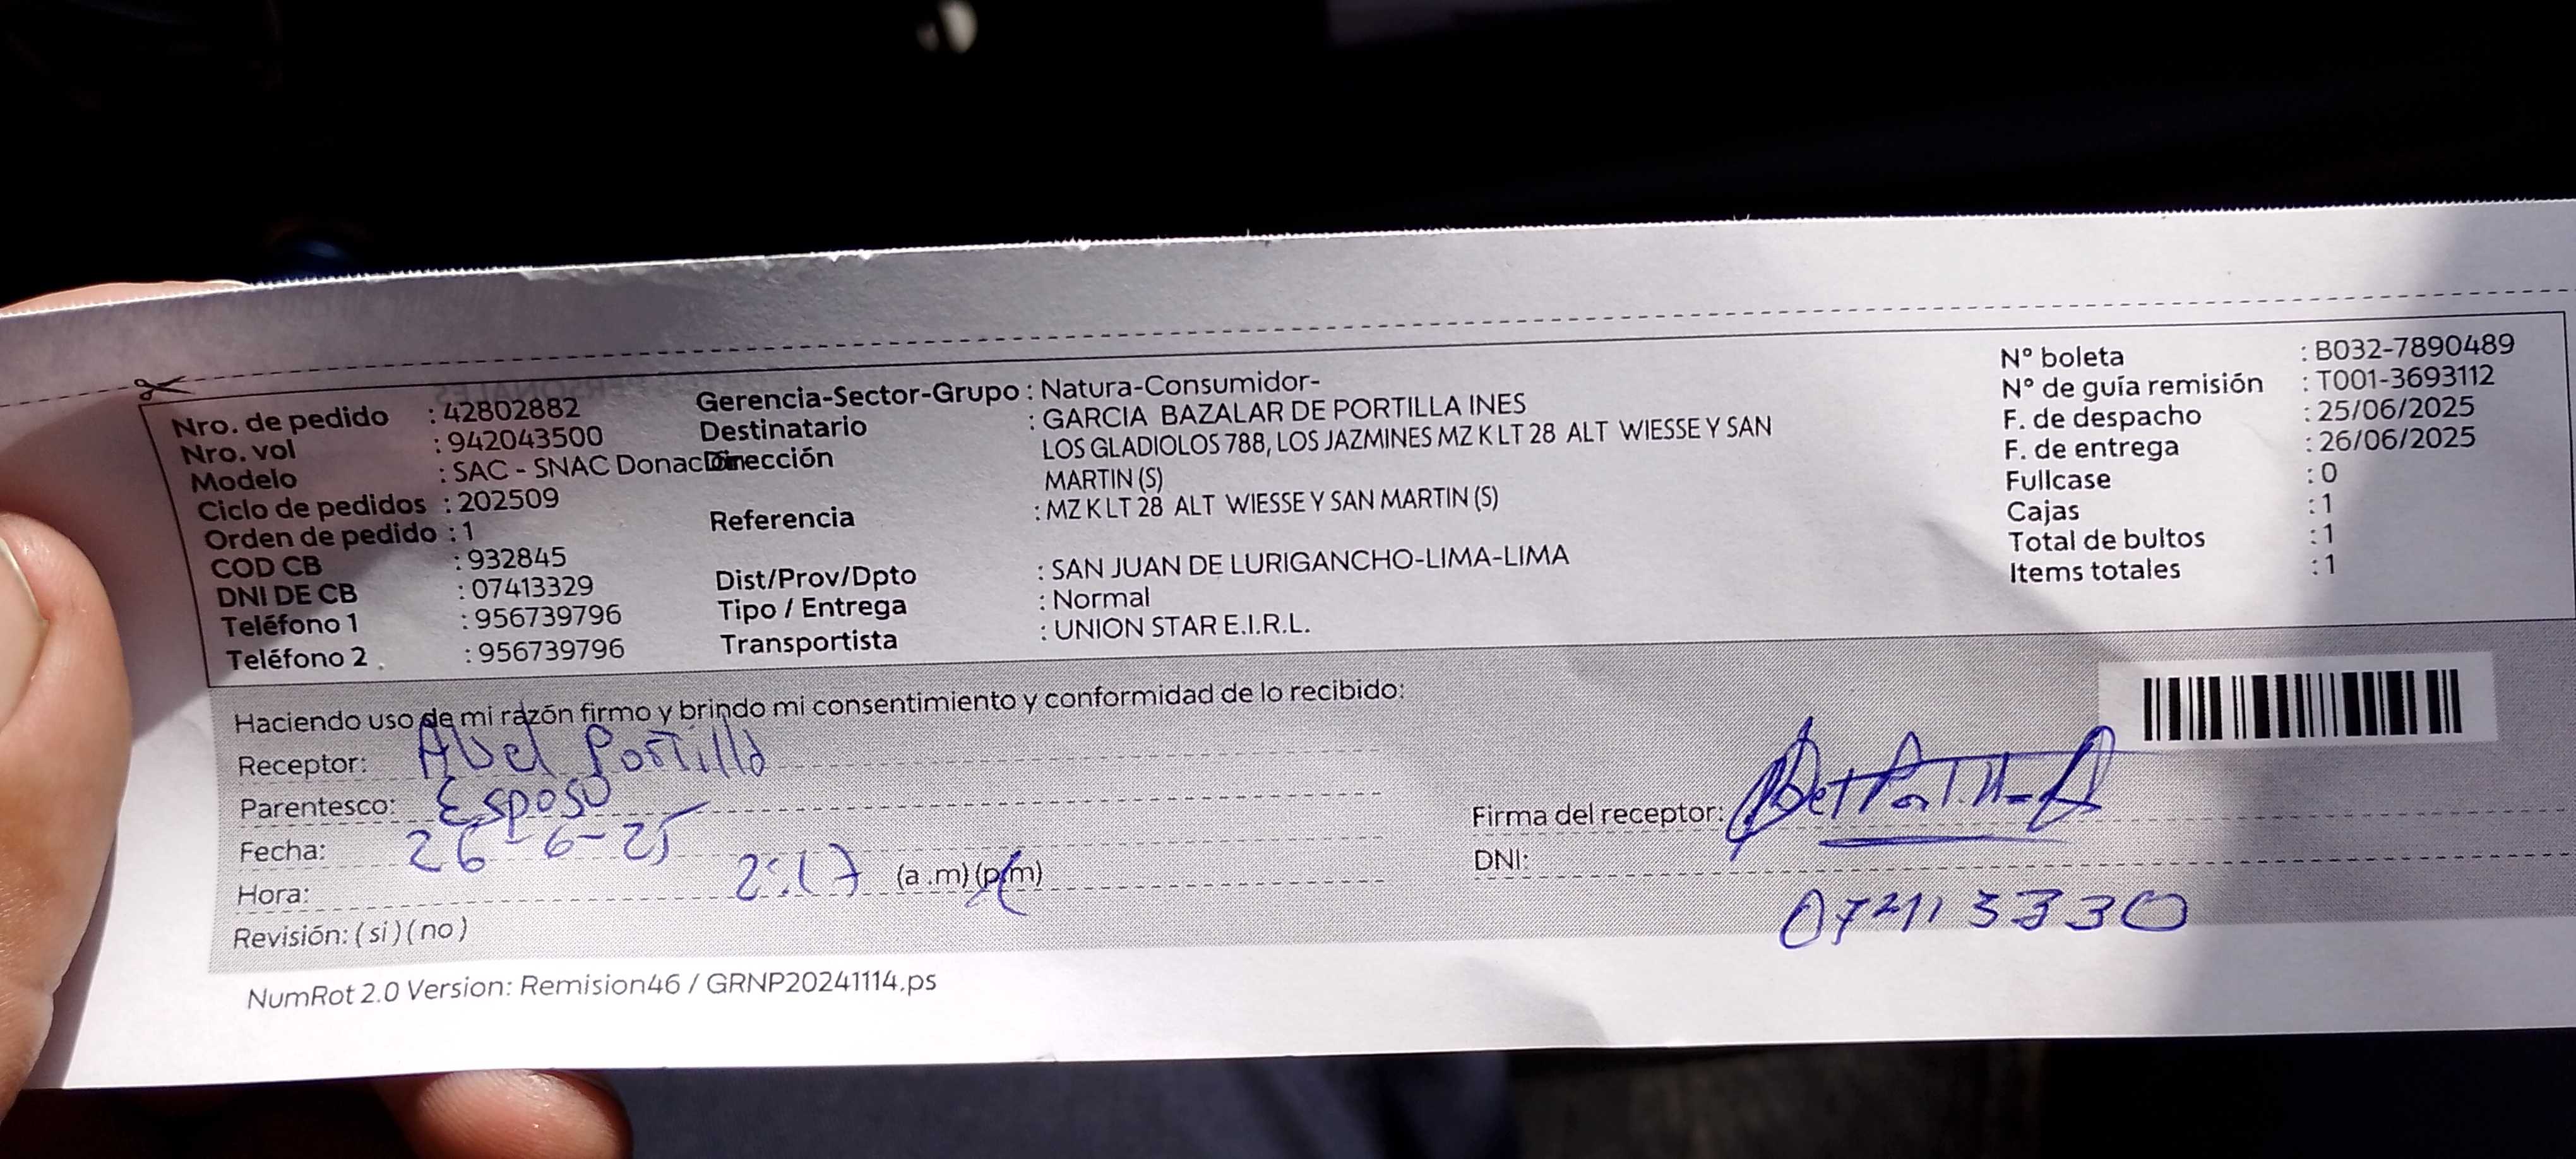 Nro. de pedido : 42802882
Nro. vol : 942043500
Modelo : SAC - SNAC Donación
Ciclo de pedidos : 202509
Orden de pedido : 1
COD CB : 932845
DNI DE CB : 07413329
Teléfono 1 : 956739796
Teléfono 2 : 956739796
Gerencia-Sector-Grupo : Natura-Consumidor-
Destinatario : GARCIA BAZALAR DE PORTILLA INES
Dirección LOS GLADIOLOS 788, LOS JAZMINES MZ K LT 28 ALT WIESSE Y SAN
MARTIN (S)
Referencia : MZ K LT 28 ALT WIESSE Y SAN MARTIN (S)
Dist/Prov/Dpto : SAN JUAN DE LURIGANCHO-LIMA-LIMA
Tipo / Entrega : Normal
Transportista : UNION STAR E.I.R.L.
N° boleta : B032-7890489
N° de guía remisión : T001-3693112
F. de despacho : 25/06/2025
F. de entrega : 26/06/2025
Fullcase : 0
Cajas : 1
Total de bultos : 1
Items totales : 1
Haciendo uso de mi razón firmo y brindo mi consentimiento y conformidad de lo recibido:
Receptor: Abel Portilla
Parentesco: Esposo
Fecha: 26-6-25
Hora: 2:17 (a.m) (p.m)
Revisión: (si) (no)
Firma del receptor:
DNI:
NumRot 2.0 Version: Remision46 / GRNP20241114.ps